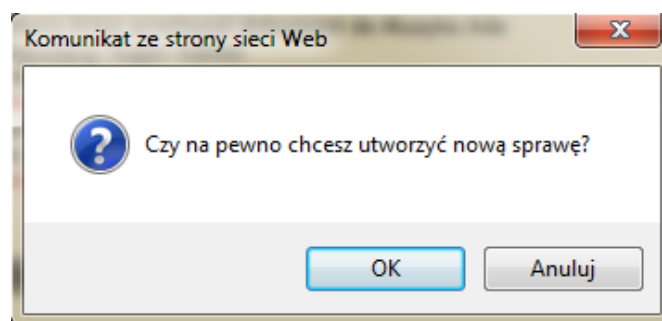 Komunikat ze strony sieci Web
Czy na pewno chcesz utworzyć nową sprawę?
OK
Anuluj